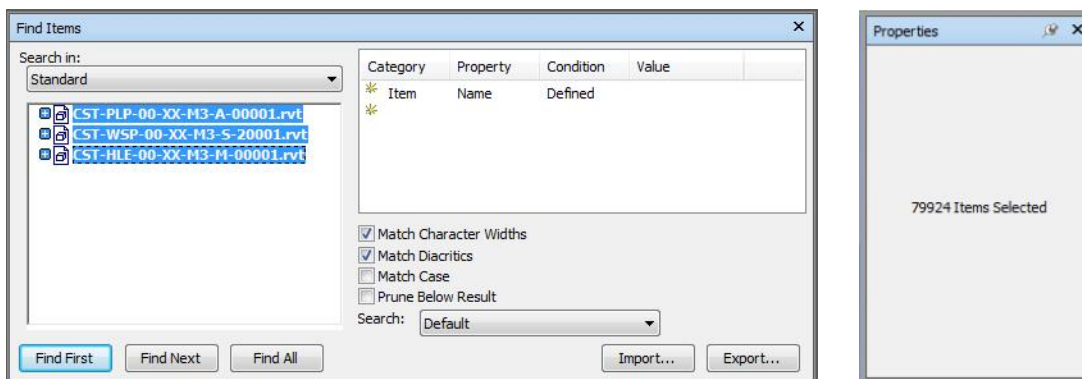 Find Items
Search in:
Standard
CST-PLP-00-XX-M3-A-00001.rvt
CST-WSP-00-XX-M3-S-20001.rvt
CST-HLE-00-XX-M3-M-00001.rvt
Category Property Condition Value
Item Name Defined
Match Character Widths
Match Diacritics
Match Case
Prune Below Result
Search: Default
Find First Find Next Find All Import... Export...
Properties
79924 Items Selected